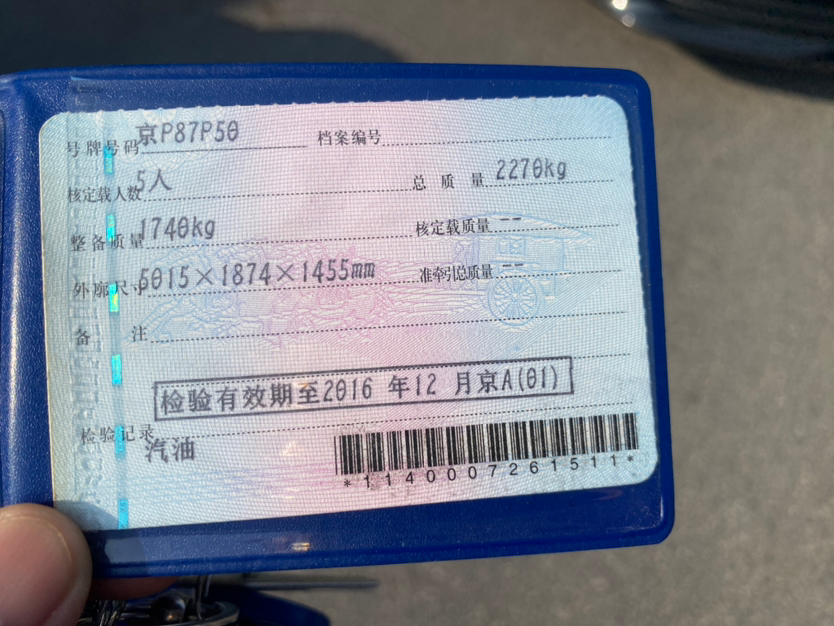 号牌号码 京P87P50 档案编号
核定载人数 5人 总质量 2270kg
整备质量 1740kg 核定载质量 --
外廓尺寸 5015×1874×1455mm 准牵引总质量 --
备注
检验有效期至2016 年12 月京A(01)
检验记录
汽油
*1140007261511*